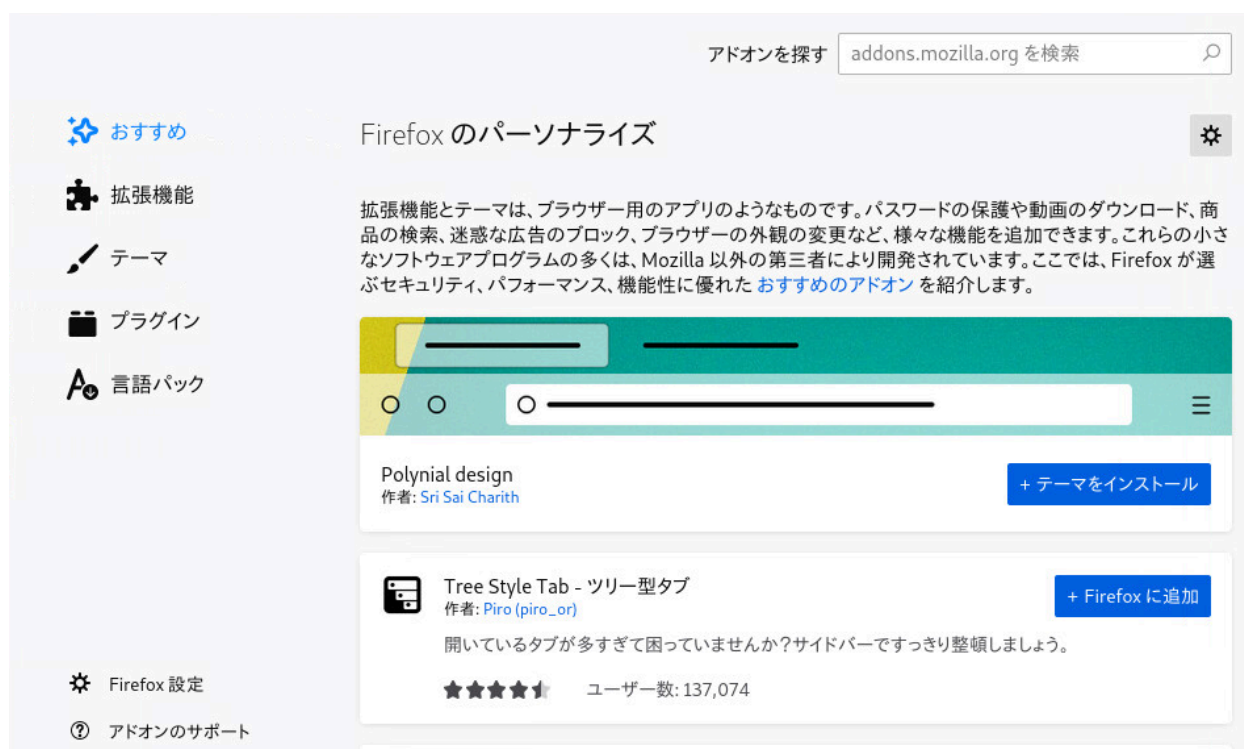 アドオンを探す addons.mozilla.org を検索
おすすめ
拡張機能
テーマ
プラグイン
言語パック
Firefox 設定
アドオンのサポート
Firefox のパーソナライズ
拡張機能とテーマは、ブラウザー用のアプリのようなものです。パスワードの保護や動画のダウンロード、商
品の検索、迷惑な広告のブロック、ブラウザーの外観の変更など、様々な機能を追加できます。これらの小さ
なソフトウェアプログラムの多くは、Mozilla 以外の第三者により開発されています。ここでは、Firefox が選
ぶセキュリティ、パフォーマンス、機能性に優れた おすすめのアドオン を紹介します。
Polynial design
作者: Sri Sai Charith
+ テーマをインストール
Tree Style Tab - ツリー型タブ
作者: Piro (piro_or)
+ Firefox に追加
開いているタブが多すぎて困っていませんか？サイドバーですっきり整頓しましょう。
ユーザー数: 137,074